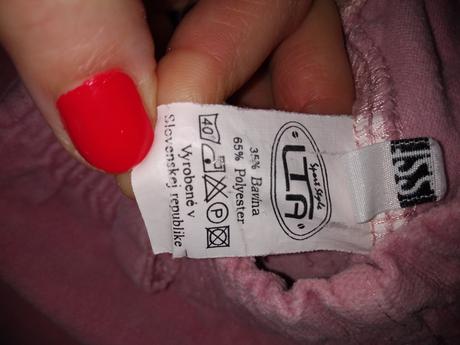 Sport Style
LTA
35% Bavlna
65% Polyester
40
P
Vyrobené v
Slovenskej republike